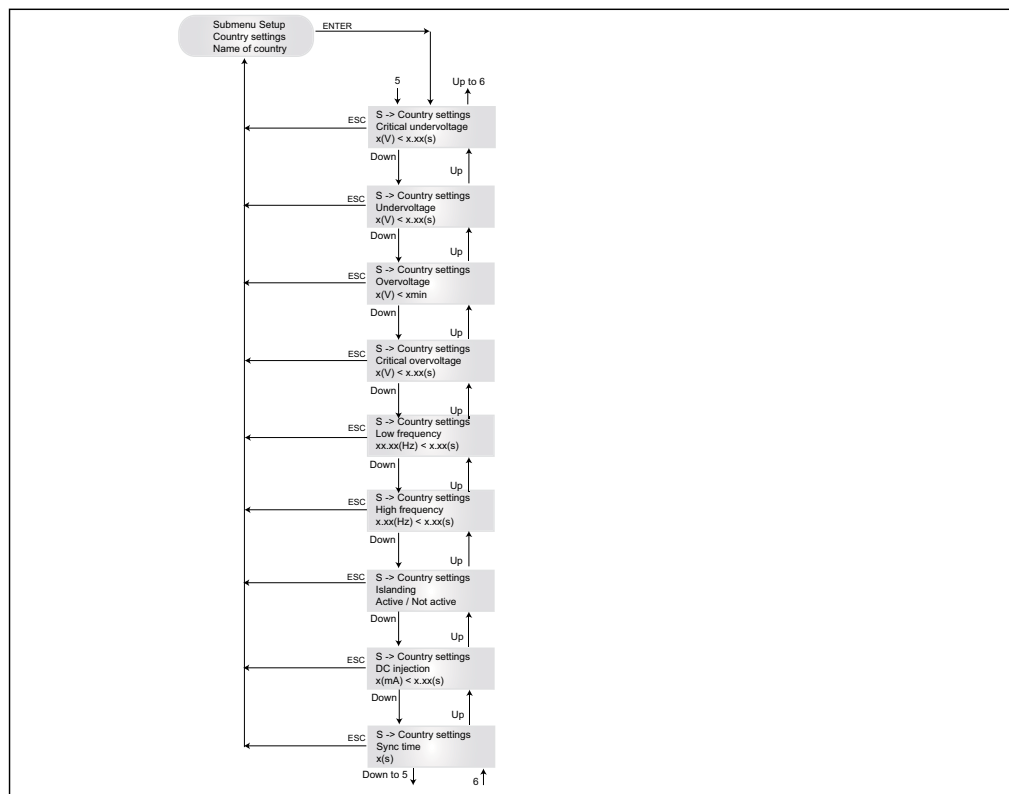 Submenu Setup
Country settings
Name of country
ENTER
5
Up to 6
S -> Country settings
Critical undervoltage
x(V) < x.xx(s)
ESC
Down
Up
S -> Country settings
Undervoltage
x(V) < x.xx(s)
ESC
Down
Up
S -> Country settings
Overvoltage
x(V) < xmin
ESC
Down
Up
S -> Country settings
Critical overvoltage
x(V) < x.xx(s)
ESC
Down
Up
S -> Country settings
Low frequency
xx.xx(Hz) < x.xx(s)
ESC
Down
Up
S -> Country settings
High frequency
x.xx(Hz) < x.xx(s)
ESC
Down
Up
S -> Country settings
Islanding
Active / Not active
ESC
Down
Up
S -> Country settings
DC injection
x(mA) < x.xx(s)
ESC
Down
Up
S -> Country settings
Sync time
x(s)
ESC
Down to 5
6